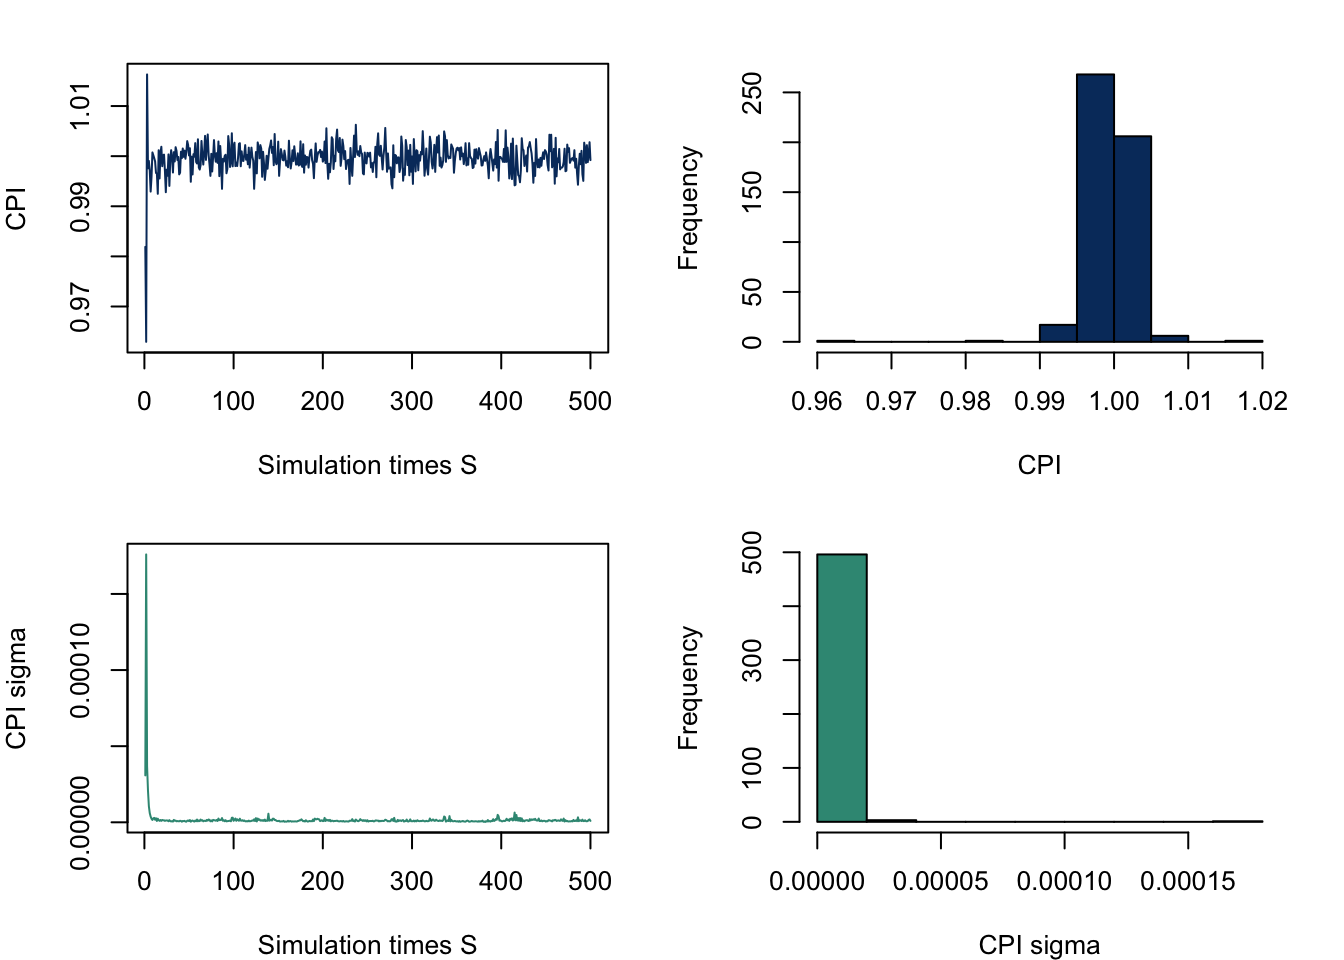 CPI
0.97 0.99 1.01
0 100 200 300 400 500
Simulation times S
Frequency
0 50 150 250
0.96 0.97 0.98 0.99 1.00 1.01 1.02
CPI
CPI sigma
0.00000 0.00010
0 100 200 300 400 500
Simulation times S
Frequency
0 100 300 500
0.00000 0.00005 0.00010 0.00015
CPI sigma